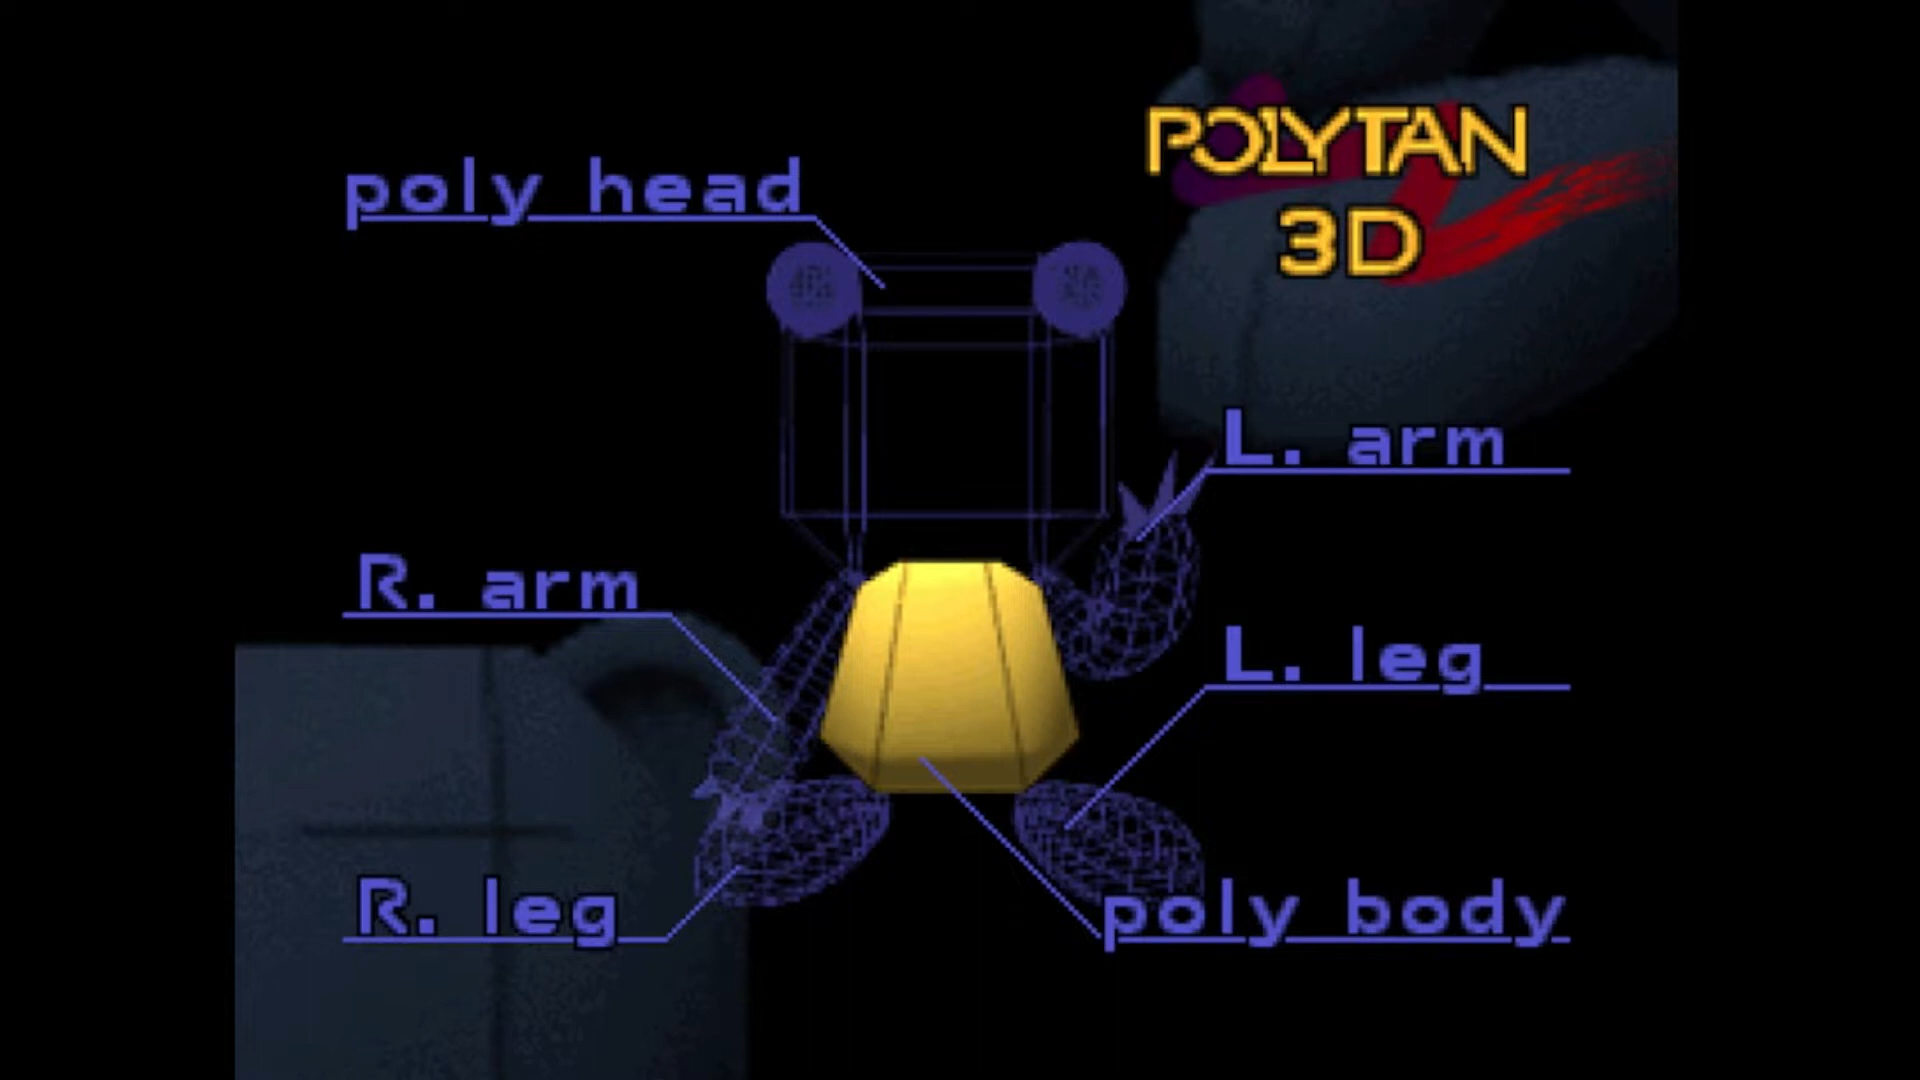 POLYTAN
3D
poly head
L. arm
R. arm
L. leg
R. leg
poly body